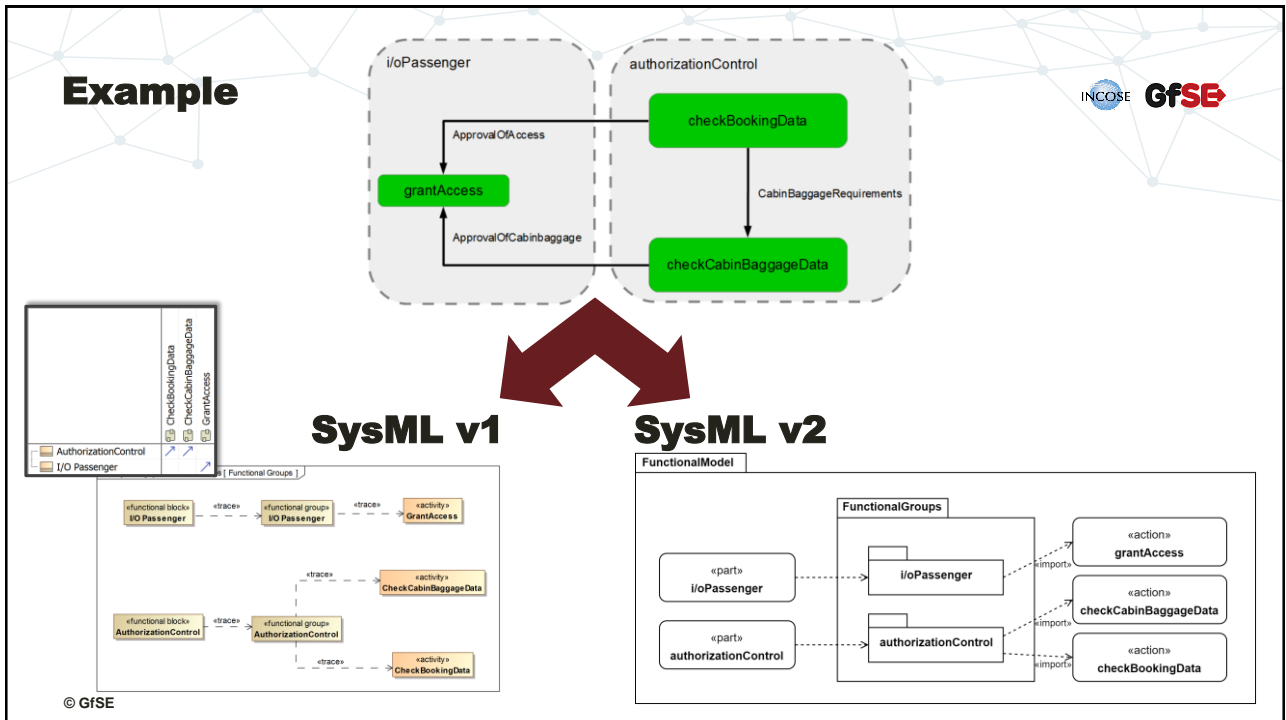 Example
i/oPassenger
authorizationControl
INCOSE GfSE
checkBookingData
ApprovalOfAccess
grantAccess
CabinBaggageRequirements
ApprovalOfCabinbaggage
checkCabinBaggageData
CheckBookingData
CheckCabinBaggageData
GrantAccess
AuthorizationControl
I/O Passenger
SysML v1
[ Functional Groups ]
«functional block»
I/O Passenger
«trace»
«functional group»
I/O Passenger
«trace»
«activity»
GrantAccess
«trace»
«activity»
CheckCabinBaggageData
«functional block»
AuthorizationControl
«trace»
«functional group»
AuthorizationControl
«trace»
«activity»
CheckBookingData
SysML v2
FunctionalModel
FunctionalGroups
«part»
i/oPassenger
i/oPassenger
«import»
«action»
grantAccess
«part»
authorizationControl
authorizationControl
«import»
«action»
checkCabinBaggageData
«import»
«action»
checkBookingData
© GfSE